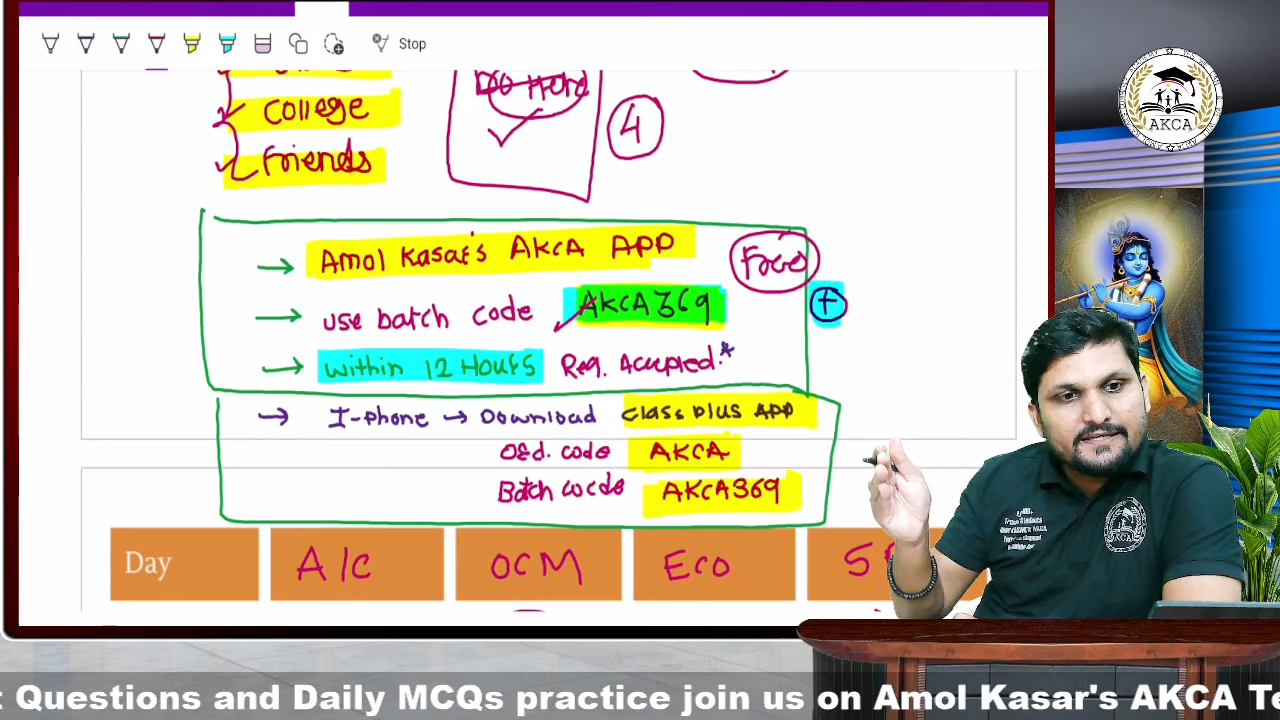 Stop
College
Friends
Do Hard
4
→ Amol Kasar's AKCA APP
Free
→ use batch code AKCA369
+
→ within 12 Hours Req. Accepted.*
→ I-phone → Download class plus APP
Org. code AKCA
Batch code AKCA369
Day A/C OCM Eco
AKCA
t Questions and Daily MCQs practice join us on Amol Kasar's AKCA Te